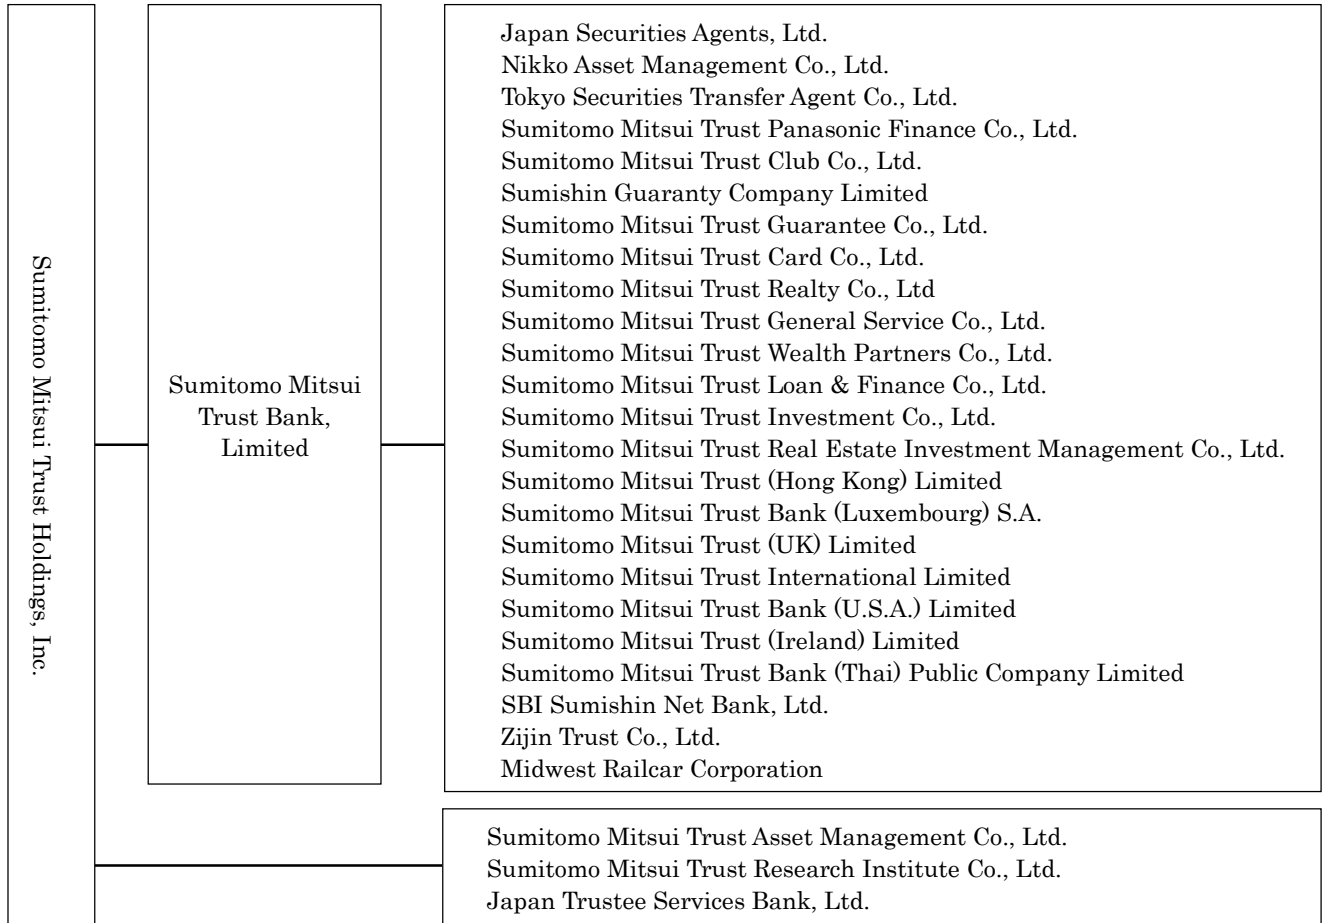 Sumitomo Mitsui Trust Holdings, Inc.
Sumitomo Mitsui
Trust Bank,
Limited
Japan Securities Agents, Ltd.
Nikko Asset Management Co., Ltd.
Tokyo Securities Transfer Agent Co., Ltd.
Sumitomo Mitsui Trust Panasonic Finance Co., Ltd.
Sumitomo Mitsui Trust Club Co., Ltd.
Sumishin Guaranty Company Limited
Sumitomo Mitsui Trust Guarantee Co., Ltd.
Sumitomo Mitsui Trust Card Co., Ltd.
Sumitomo Mitsui Trust Realty Co., Ltd
Sumitomo Mitsui Trust General Service Co., Ltd.
Sumitomo Mitsui Trust Wealth Partners Co., Ltd.
Sumitomo Mitsui Trust Loan & Finance Co., Ltd.
Sumitomo Mitsui Trust Investment Co., Ltd.
Sumitomo Mitsui Trust Real Estate Investment Management Co., Ltd.
Sumitomo Mitsui Trust (Hong Kong) Limited
Sumitomo Mitsui Trust Bank (Luxembourg) S.A.
Sumitomo Mitsui Trust (UK) Limited
Sumitomo Mitsui Trust International Limited
Sumitomo Mitsui Trust Bank (U.S.A.) Limited
Sumitomo Mitsui Trust (Ireland) Limited
Sumitomo Mitsui Trust Bank (Thai) Public Company Limited
SBI Sumishin Net Bank, Ltd.
Zijin Trust Co., Ltd.
Midwest Railcar Corporation
Sumitomo Mitsui Trust Asset Management Co., Ltd.
Sumitomo Mitsui Trust Research Institute Co., Ltd.
Japan Trustee Services Bank, Ltd.